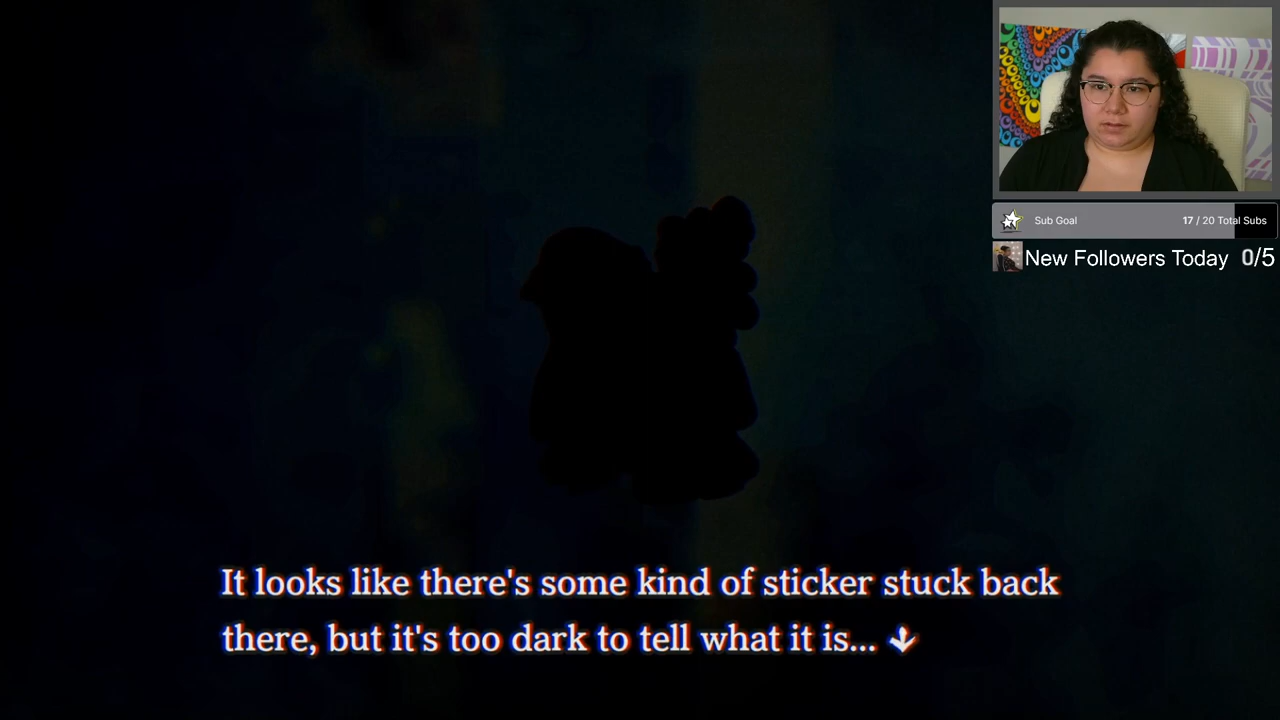 Sub Goal 17 / 20 Total Subs
New Followers Today 0/5
It looks like there's some kind of sticker stuck back
there, but it's too dark to tell what it is...